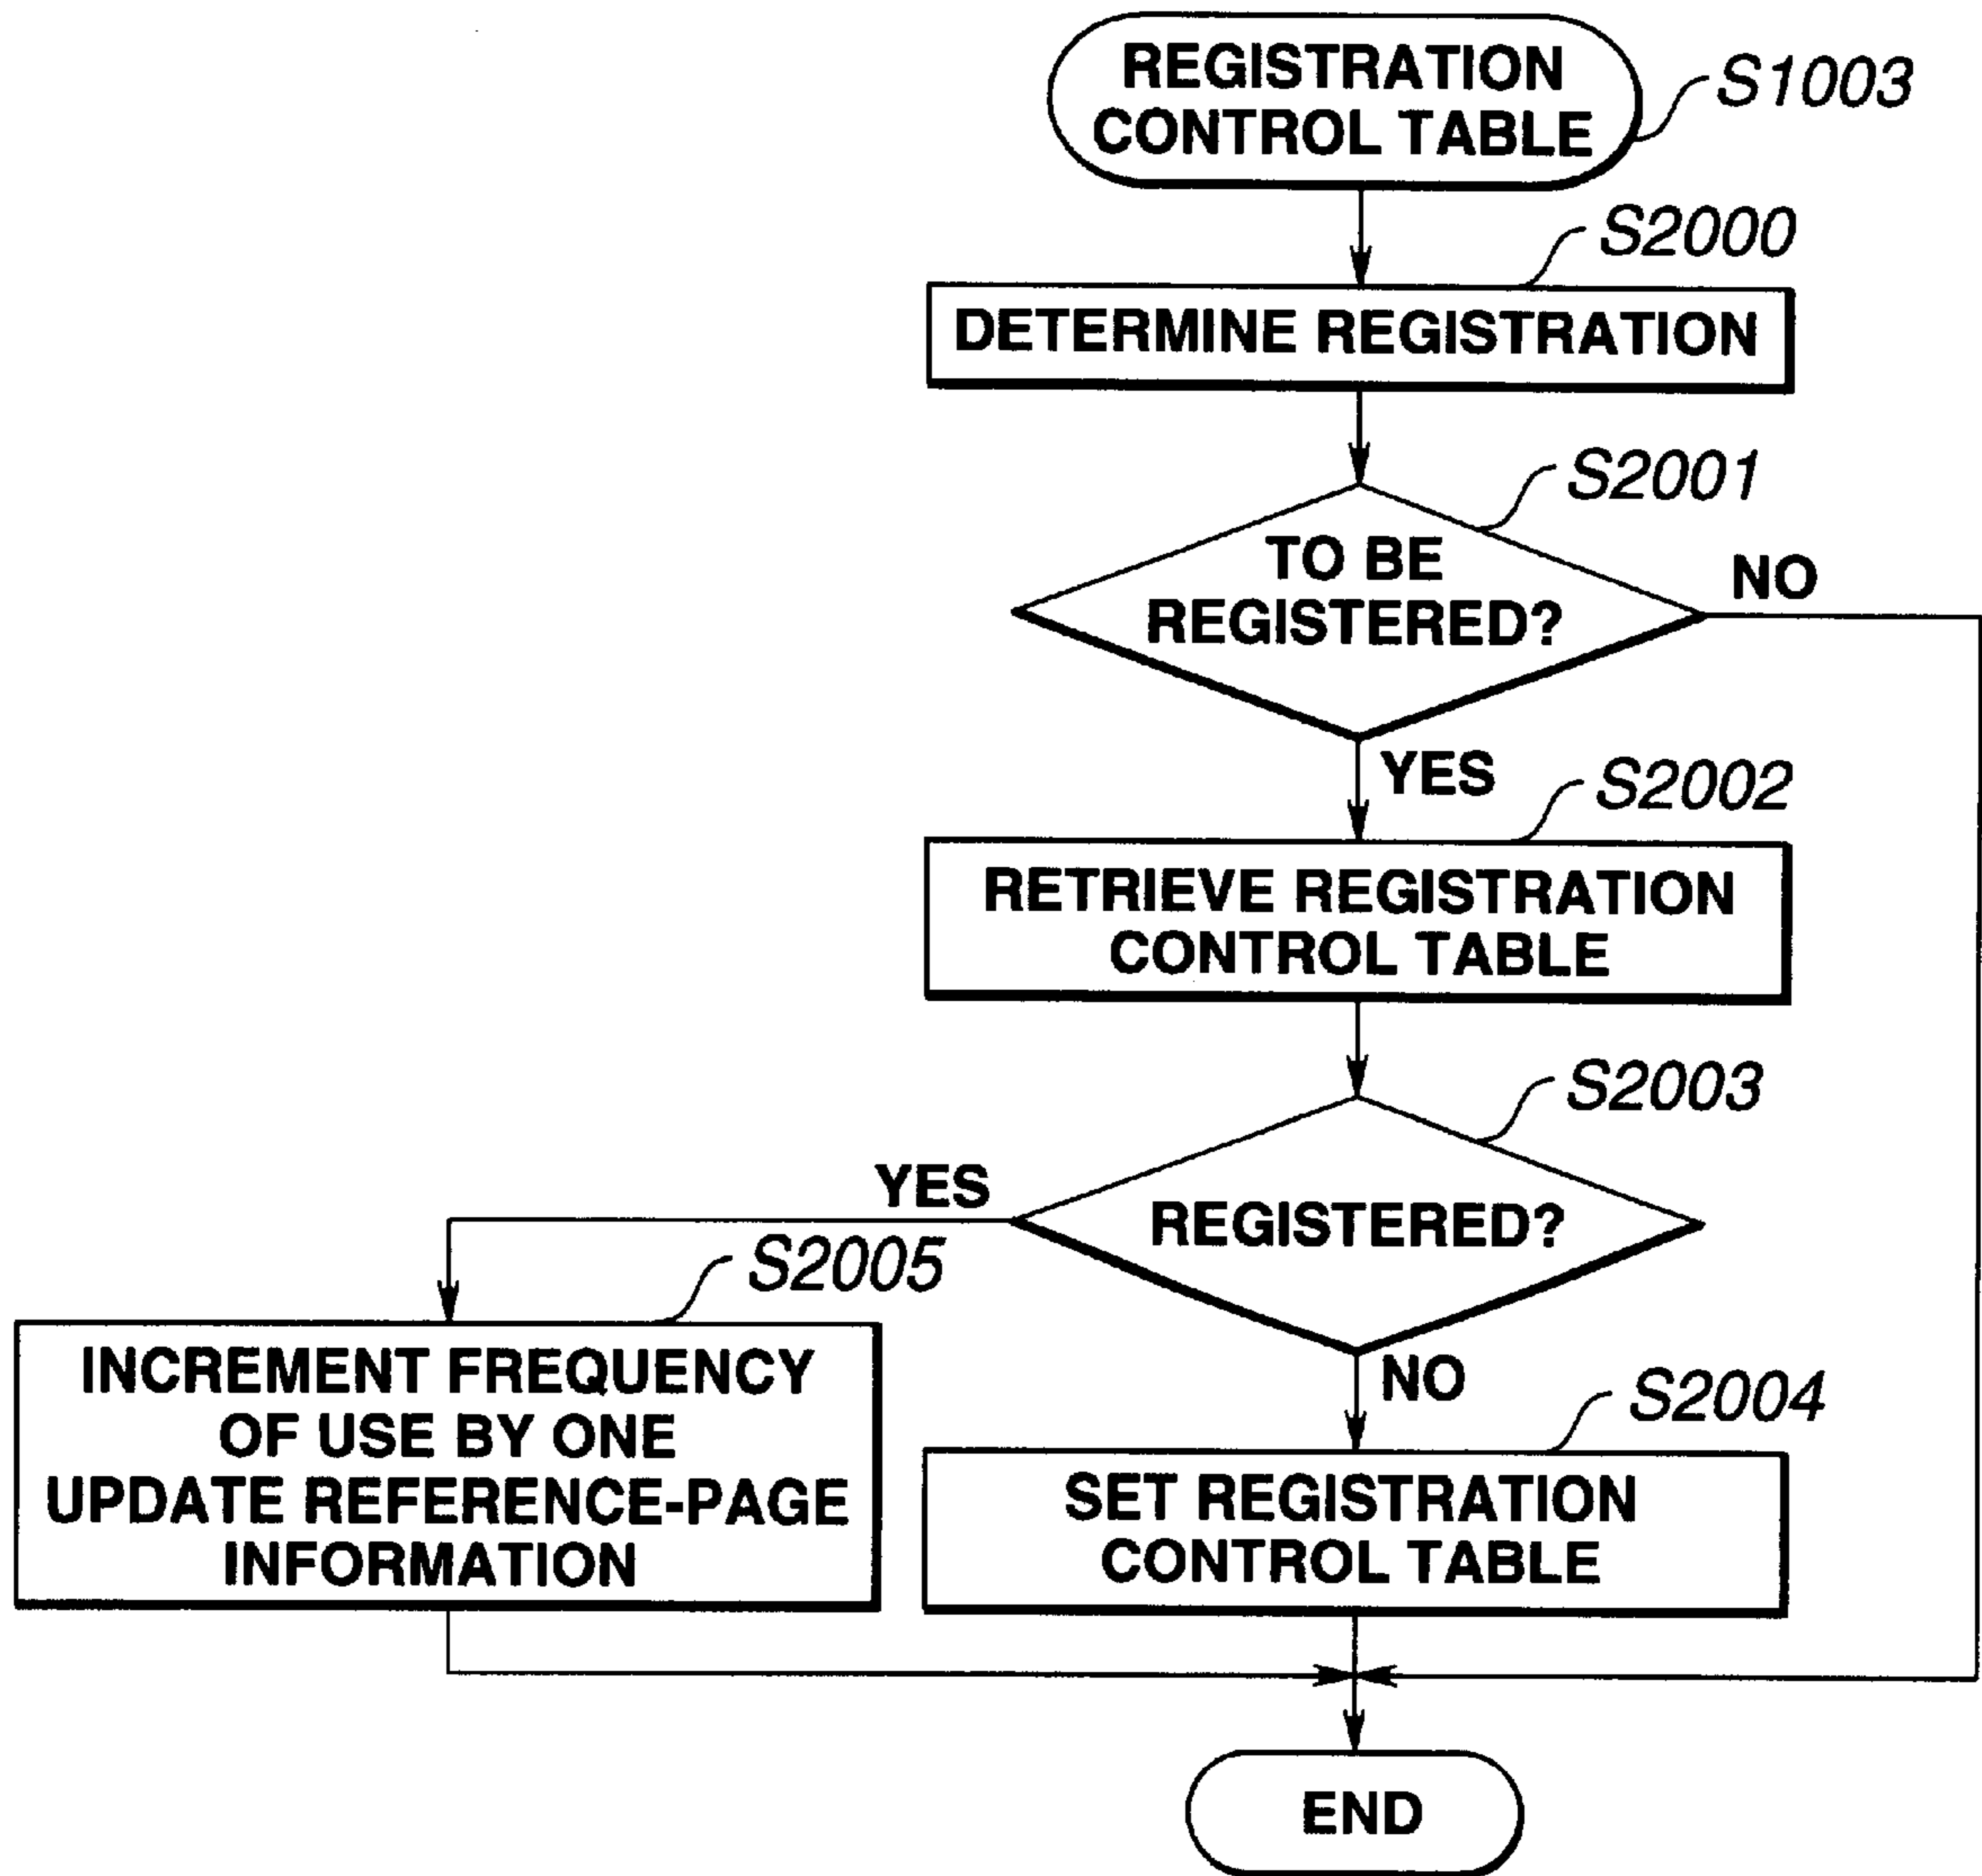 REGISTRATION
CONTROL TABLE
S1003
S2000
DETERMINE REGISTRATION
S2001
TO BE
REGISTERED?
NO
YES
S2002
RETRIEVE REGISTRATION
CONTROL TABLE
S2003
REGISTERED?
YES
S2005
INCREMENT FREQUENCY
OF USE BY ONE
UPDATE REFERENCE-PAGE
INFORMATION
NO
S2004
SET REGISTRATION
CONTROL TABLE
END